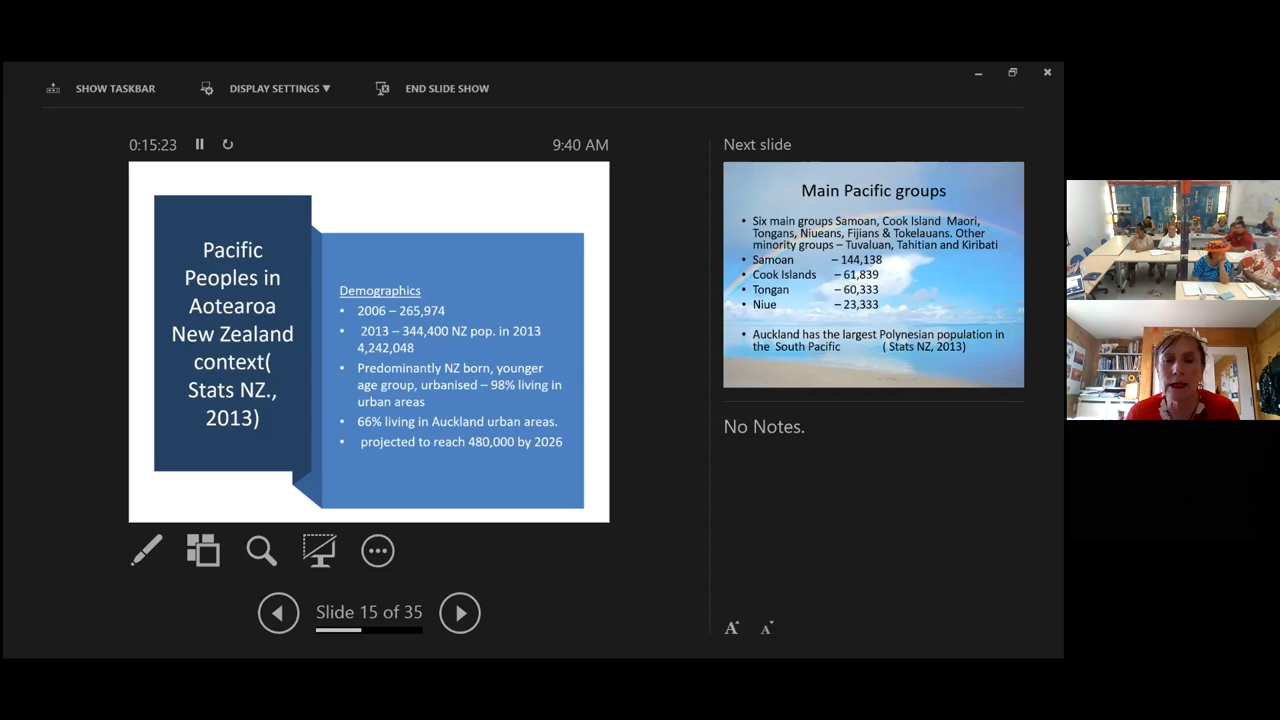 SHOW TASKBAR
DISPLAY SETTINGS ▼
END SLIDE SHOW
0:15:23
9:40 AM
Pacific
Peoples in
Aotearoa
New Zealand
context(
Stats NZ.,
2013)
Demographics
• 2006 – 265,974
• 2013 – 344,400 NZ pop. in 2013
4,242,048
• Predominantly NZ born, younger
age group, urbanised – 98% living in
urban areas
• 66% living in Auckland urban areas.
• projected to reach 480,000 by 2026
Slide 15 of 35
Next slide
Main Pacific groups
• Six main groups Samoan, Cook Island Maori,
Tongans, Niueans, Fijians & Tokelauans. Other
minority groups – Tuvaluan, Tahitian and Kiribati
• Samoan – 144,138
• Cook Islands – 61,839
• Tongan – 60,333
• Niue – 23,333
• Auckland has the largest Polynesian population in
the South Pacific ( Stats NZ, 2013)
No Notes.
A A